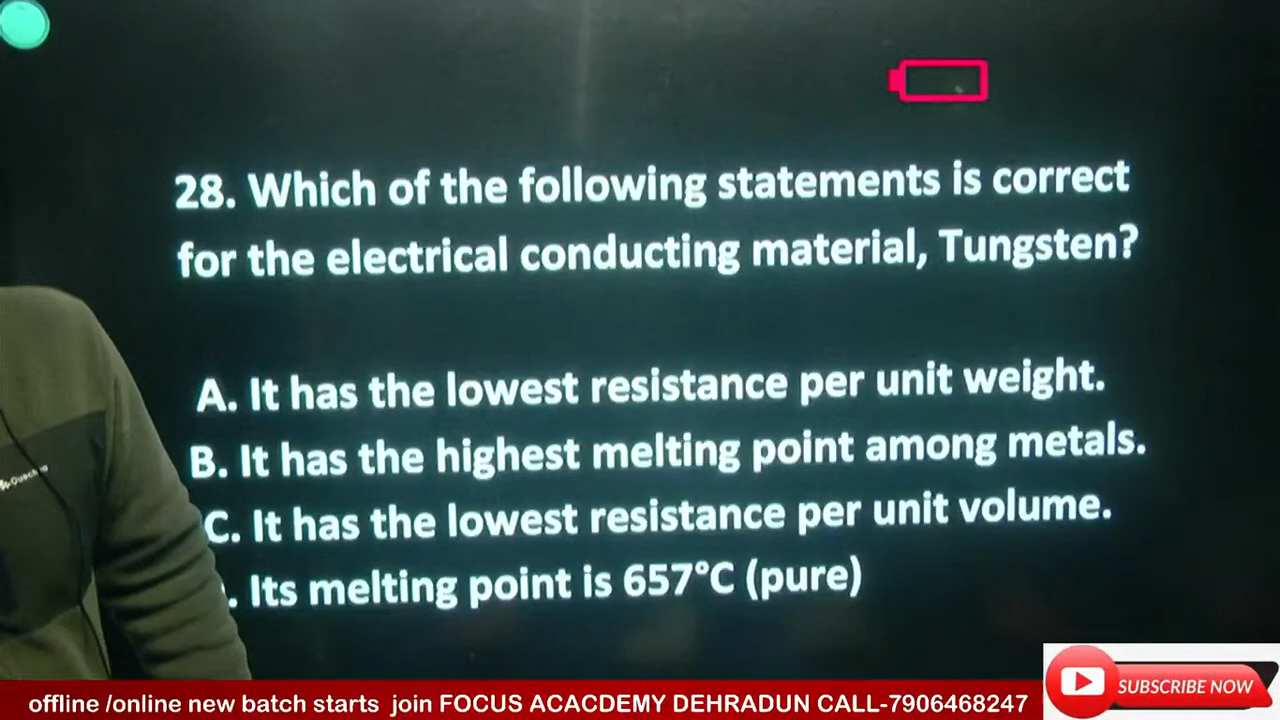 28. Which of the following statements is correct
for the electrical conducting material, Tungsten?
A. It has the lowest resistance per unit weight.
B. It has the highest melting point among metals.
C. It has the lowest resistance per unit volume.
. Its melting point is 657°C (pure)
offline /online new batch starts join FOCUS ACACDEMY DEHRADUN CALL-7906468247
SUBSCRIBE NOW